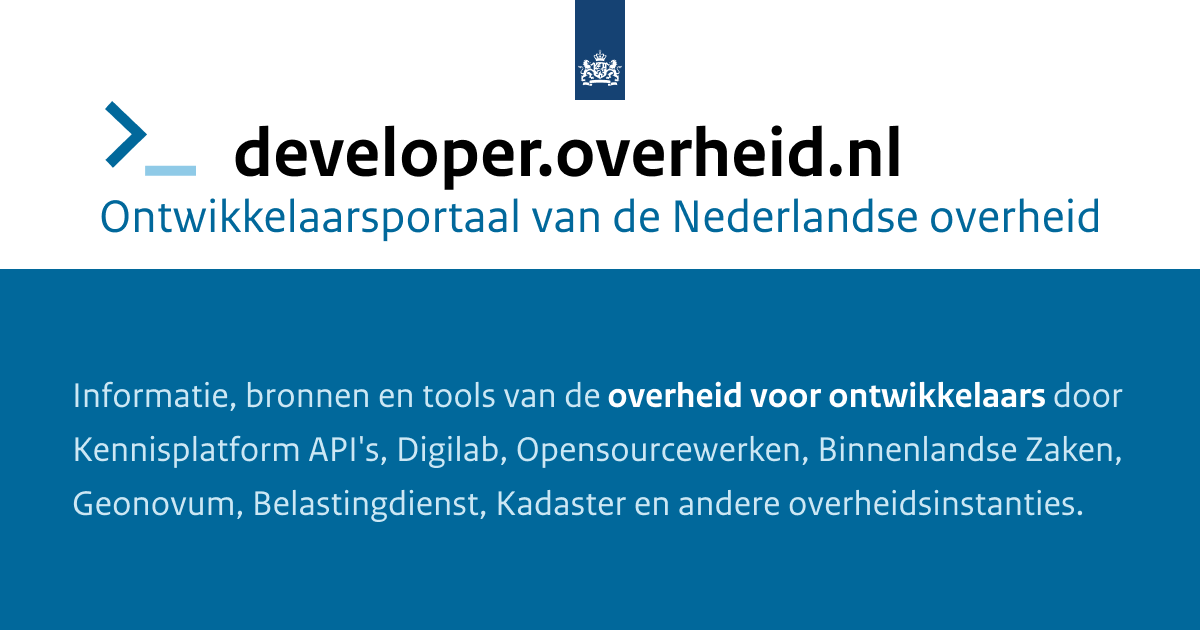 developer.overheid.nl
Ontwikkelaarsportaal van de Nederlandse overheid
Informatie, bronnen en tools van de overheid voor ontwikkelaars door
Kennisplatform API's, Digilab, Opensourcewerken, Binnenlandse Zaken,
Geonovum, Belastingdienst, Kadaster en andere overheidsinstanties.